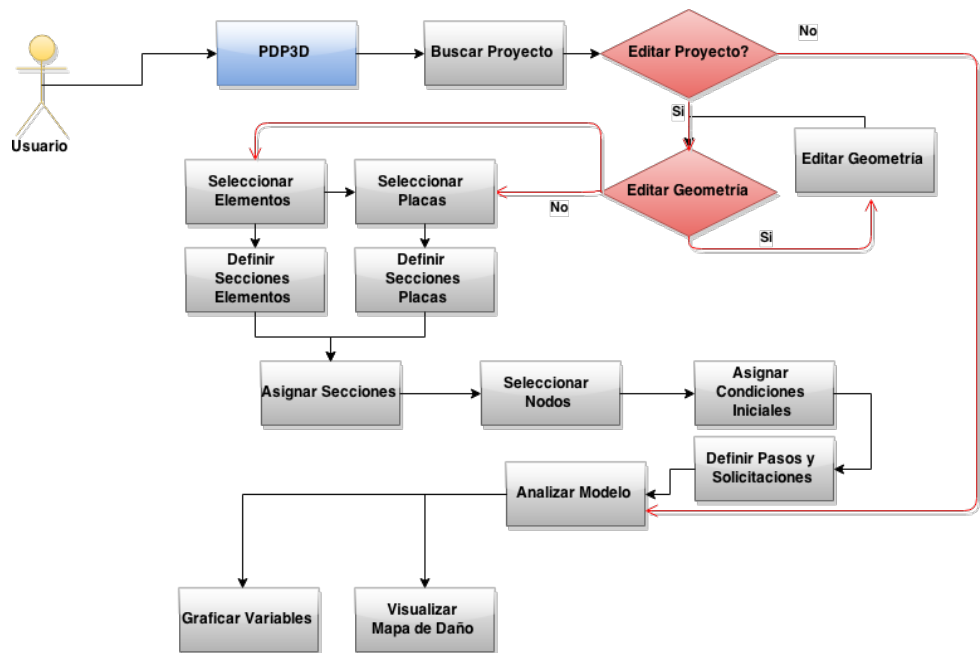 PDP3D
Buscar Proyecto
Editar Proyecto?
No
Usuario
Si
Editar Geometría
Editar Geometría
Seleccionar
Elementos
Seleccionar
Placas
No
Si
Definir
Secciones
Elementos
Definir
Secciones
Placas
Asignar Secciones
Seleccionar
Nodos
Asignar
Condiciones
Iniciales
Definir Pasos y
Solicitaciones
Analizar Modelo
Graficar Variables
Visualizar
Mapa de Daño